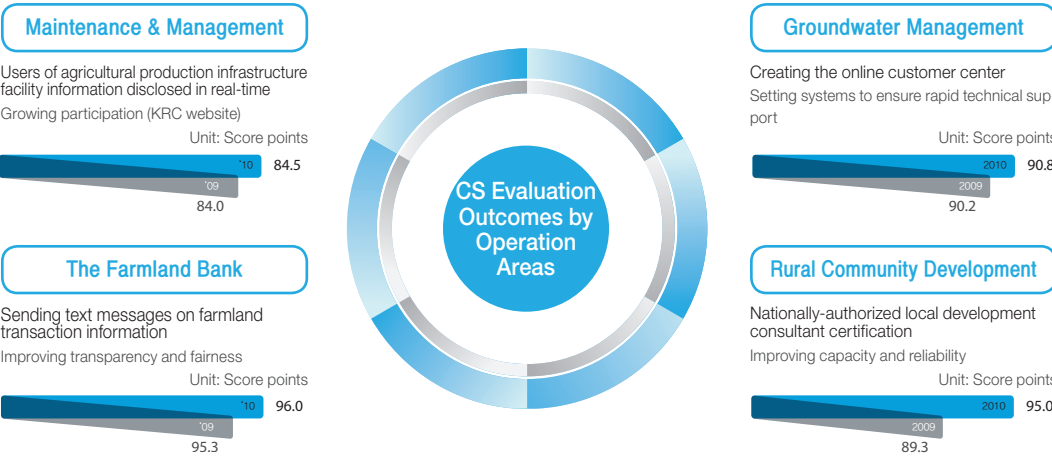 Maintenance & Management
Users of agricultural production infrastructure
facility information disclosed in real-time
Growing participation (KRC website)
Unit: Score points
'10 84.5
'09
84.0
The Farmland Bank
Sending text messages on farmland
transaction information
Improving transparency and fairness
Unit: Score points
'10 96.0
'09
95.3
CS Evaluation
Outcomes by
Operation
Areas
Groundwater Management
Creating the online customer center
Setting systems to ensure rapid technical sup-
port
Unit: Score points
2010 90.8
2009
90.2
Rural Community Development
Nationally-authorized local development
consultant certification
Improving capacity and reliability
Unit: Score points
2010 95.0
2009
89.3